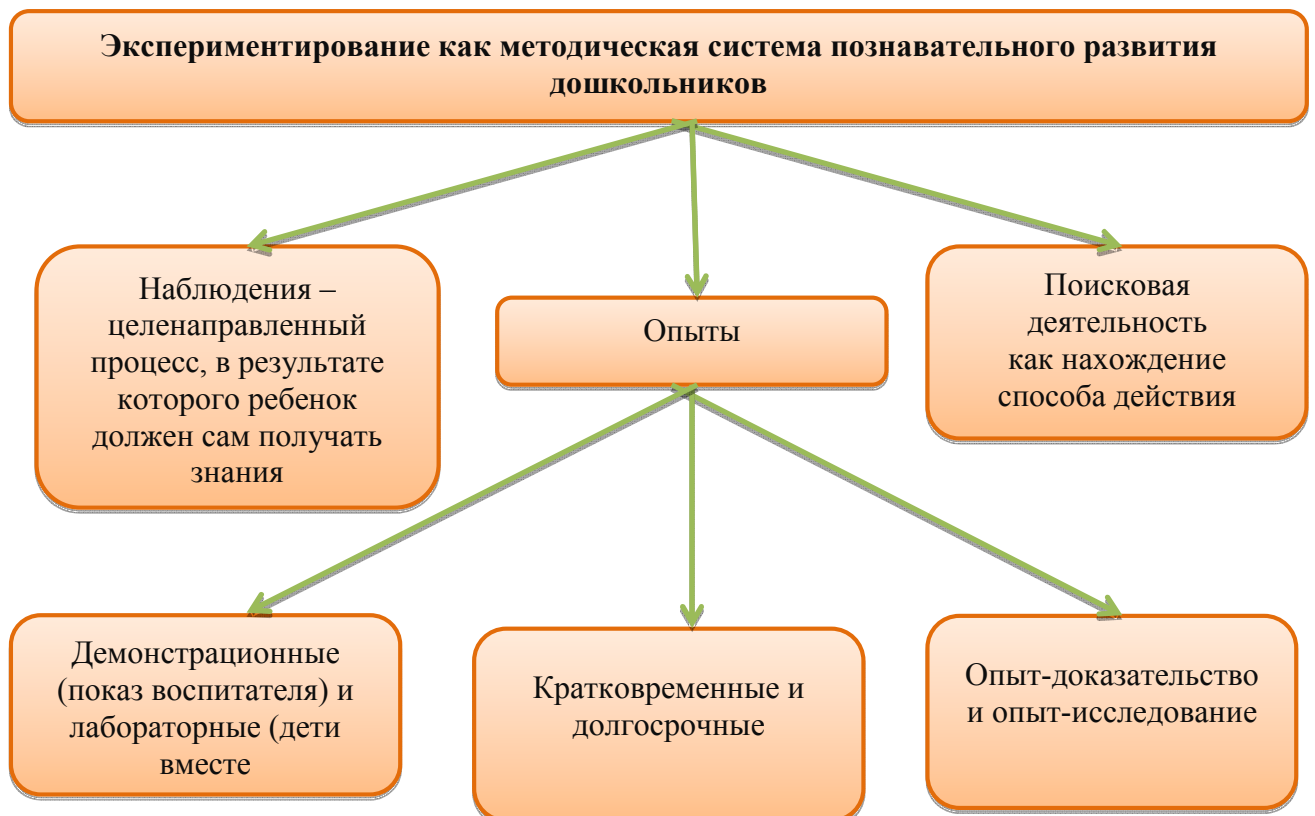 Экспериментирование как методическая система познавательного развития
дошкольников
Наблюдения –
целенаправленный
процесс, в результате
которого ребенок
должен сам получать
знания
Опыты
Поисковая
деятельность
как нахождение
способа действия
Демонстрационные
(показ воспитателя) и
лабораторные (дети
вместе
Кратковременные и
долгосрочные
Опыт-доказательство
и опыт-исследование